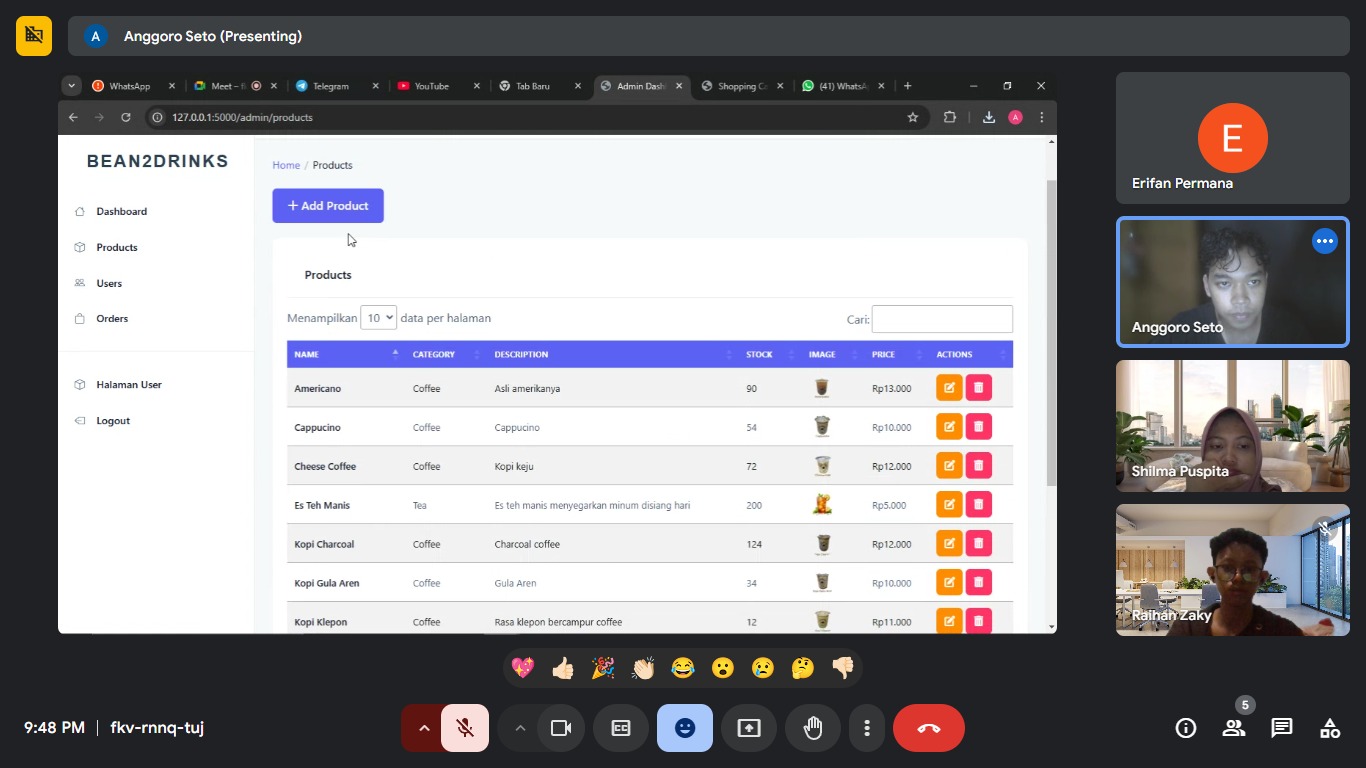 A Anggoro Seto (Presenting)
WhatsApp Meet – Telegram YouTube Tab Baru Admin Dash Shopping C (41) WhatsA
127.0.0.1:5000/admin/products A
BEAN2DRINKS
Dashboard
Products
Users
Orders
Halaman User
Logout
Home / Products
+ Add Product
Products
Menampilkan 10 data per halaman
Cari:
NAME CATEGORY DESCRIPTION STOCK IMAGE PRICE ACTIONS
Americano Coffee Asli amerikanya 90 Rp13.000
Cappucino Coffee Cappucino 54 Rp10.000
Cheese Coffee Coffee Kopi keju 72 Rp12.000
Es Teh Manis Tea Es teh manis menyegarkan minum disiang hari 200 Rp5.000
Kopi Charcoal Coffee Charcoal coffee 124 Rp12.000
Kopi Gula Aren Coffee Gula Aren 34 Rp10.000
Kopi Klepon Coffee Rasa klepon bercampur coffee 12 Rp11.000
E
Erifan Permana
Anggoro Seto
Shilma Puspita
Raihan Zaky
9:48 PM | fkv-rnnq-tuj
5